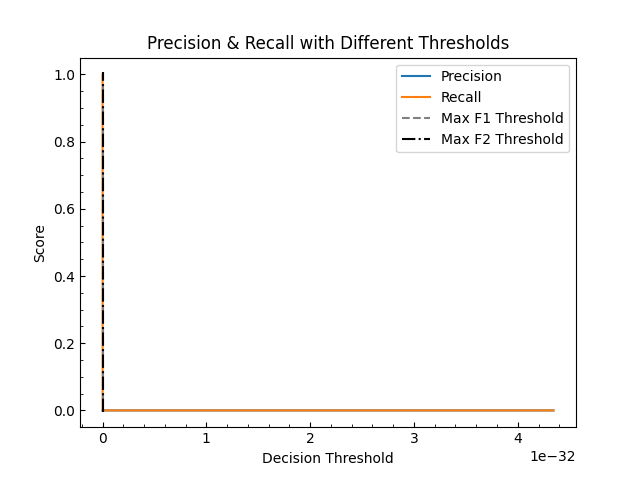 Precision & Recall with Different Thresholds
Precision
Recall
Max F1 Threshold
Max F2 Threshold
1.0
0.8
0.6
0.4
0.2
0.0
Score
0
1
2
3
4
1e−32
Decision Threshold